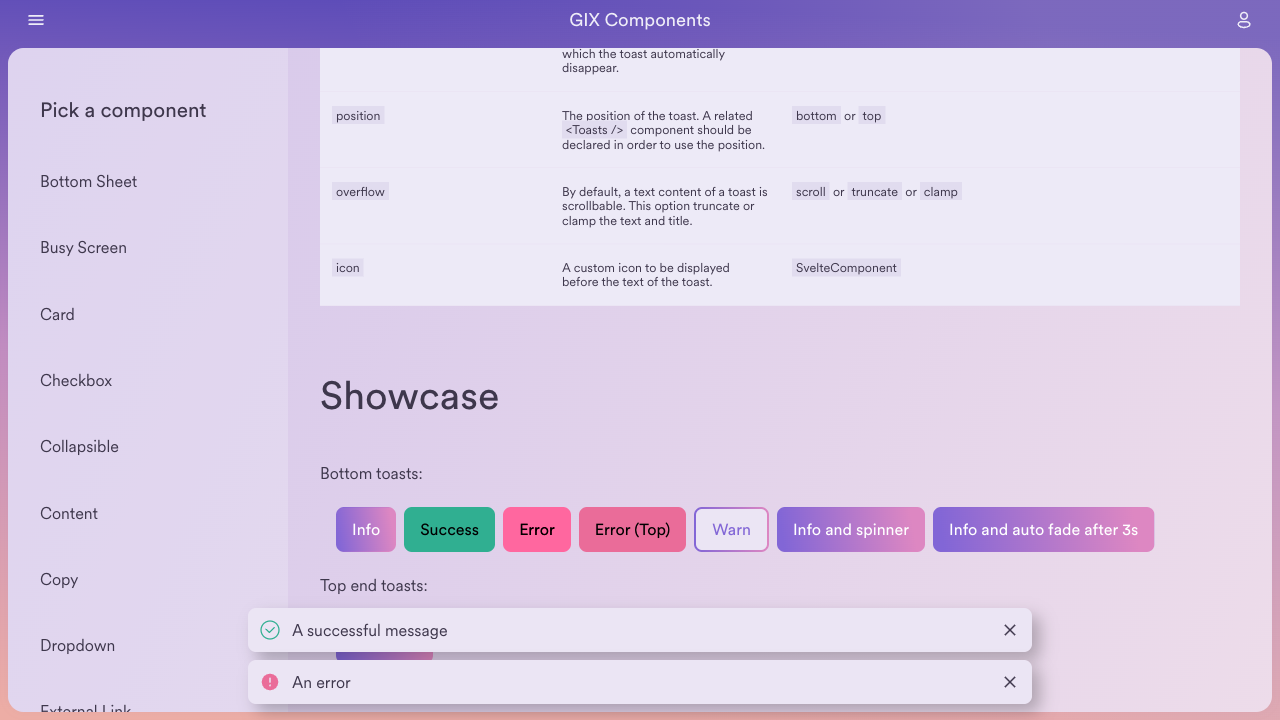 GIX Components
Pick a component
Bottom Sheet
Busy Screen
Card
Checkbox
Collapsible
Content
Copy
Dropdown
External Link
which the toast automatically
disappear.
position
The position of the toast. A related
<Toasts /> component should be
declared in order to use the position.
bottom or top
overflow
By default, a text content of a toast is
scrollbable. This option truncate or
clamp the text and title.
scroll or truncate or clamp
icon
A custom icon to be displayed
before the text of the toast.
SvelteComponent
Showcase
Bottom toasts:
Info
Success
Error
Error (Top)
Warn
Info and spinner
Info and auto fade after 3s
Top end toasts:
A successful message
An error